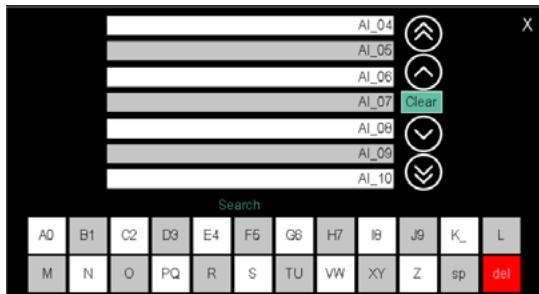 AI_04
X
AI_05
AI_06
AI_07 Clear
AI_08
AI_09
AI_10
Search
A0 B1 C2 D3 E4 F5 G6 H7 I8 J9 K_ L
M N O PQ R S TU VW XY Z sp del